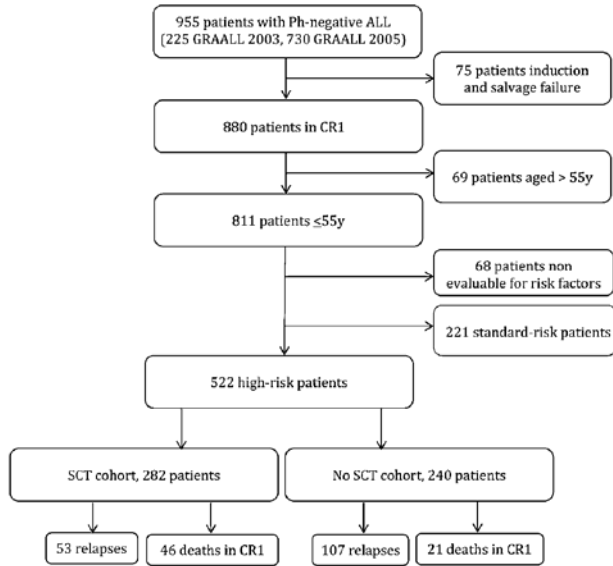 955 patients with Ph-negative ALL
(225 GRAALL 2003, 730 GRAALL 2005)
75 patients induction
and salvage failure
880 patients in CR1
69 patients aged > 55y
811 patients ≤55y
68 patients non
evaluable for risk factors
221 standard-risk patients
522 high-risk patients
SCT cohort, 282 patients
No SCT cohort, 240 patients
53 relapses
46 deaths in CR1
107 relapses
21 deaths in CR1